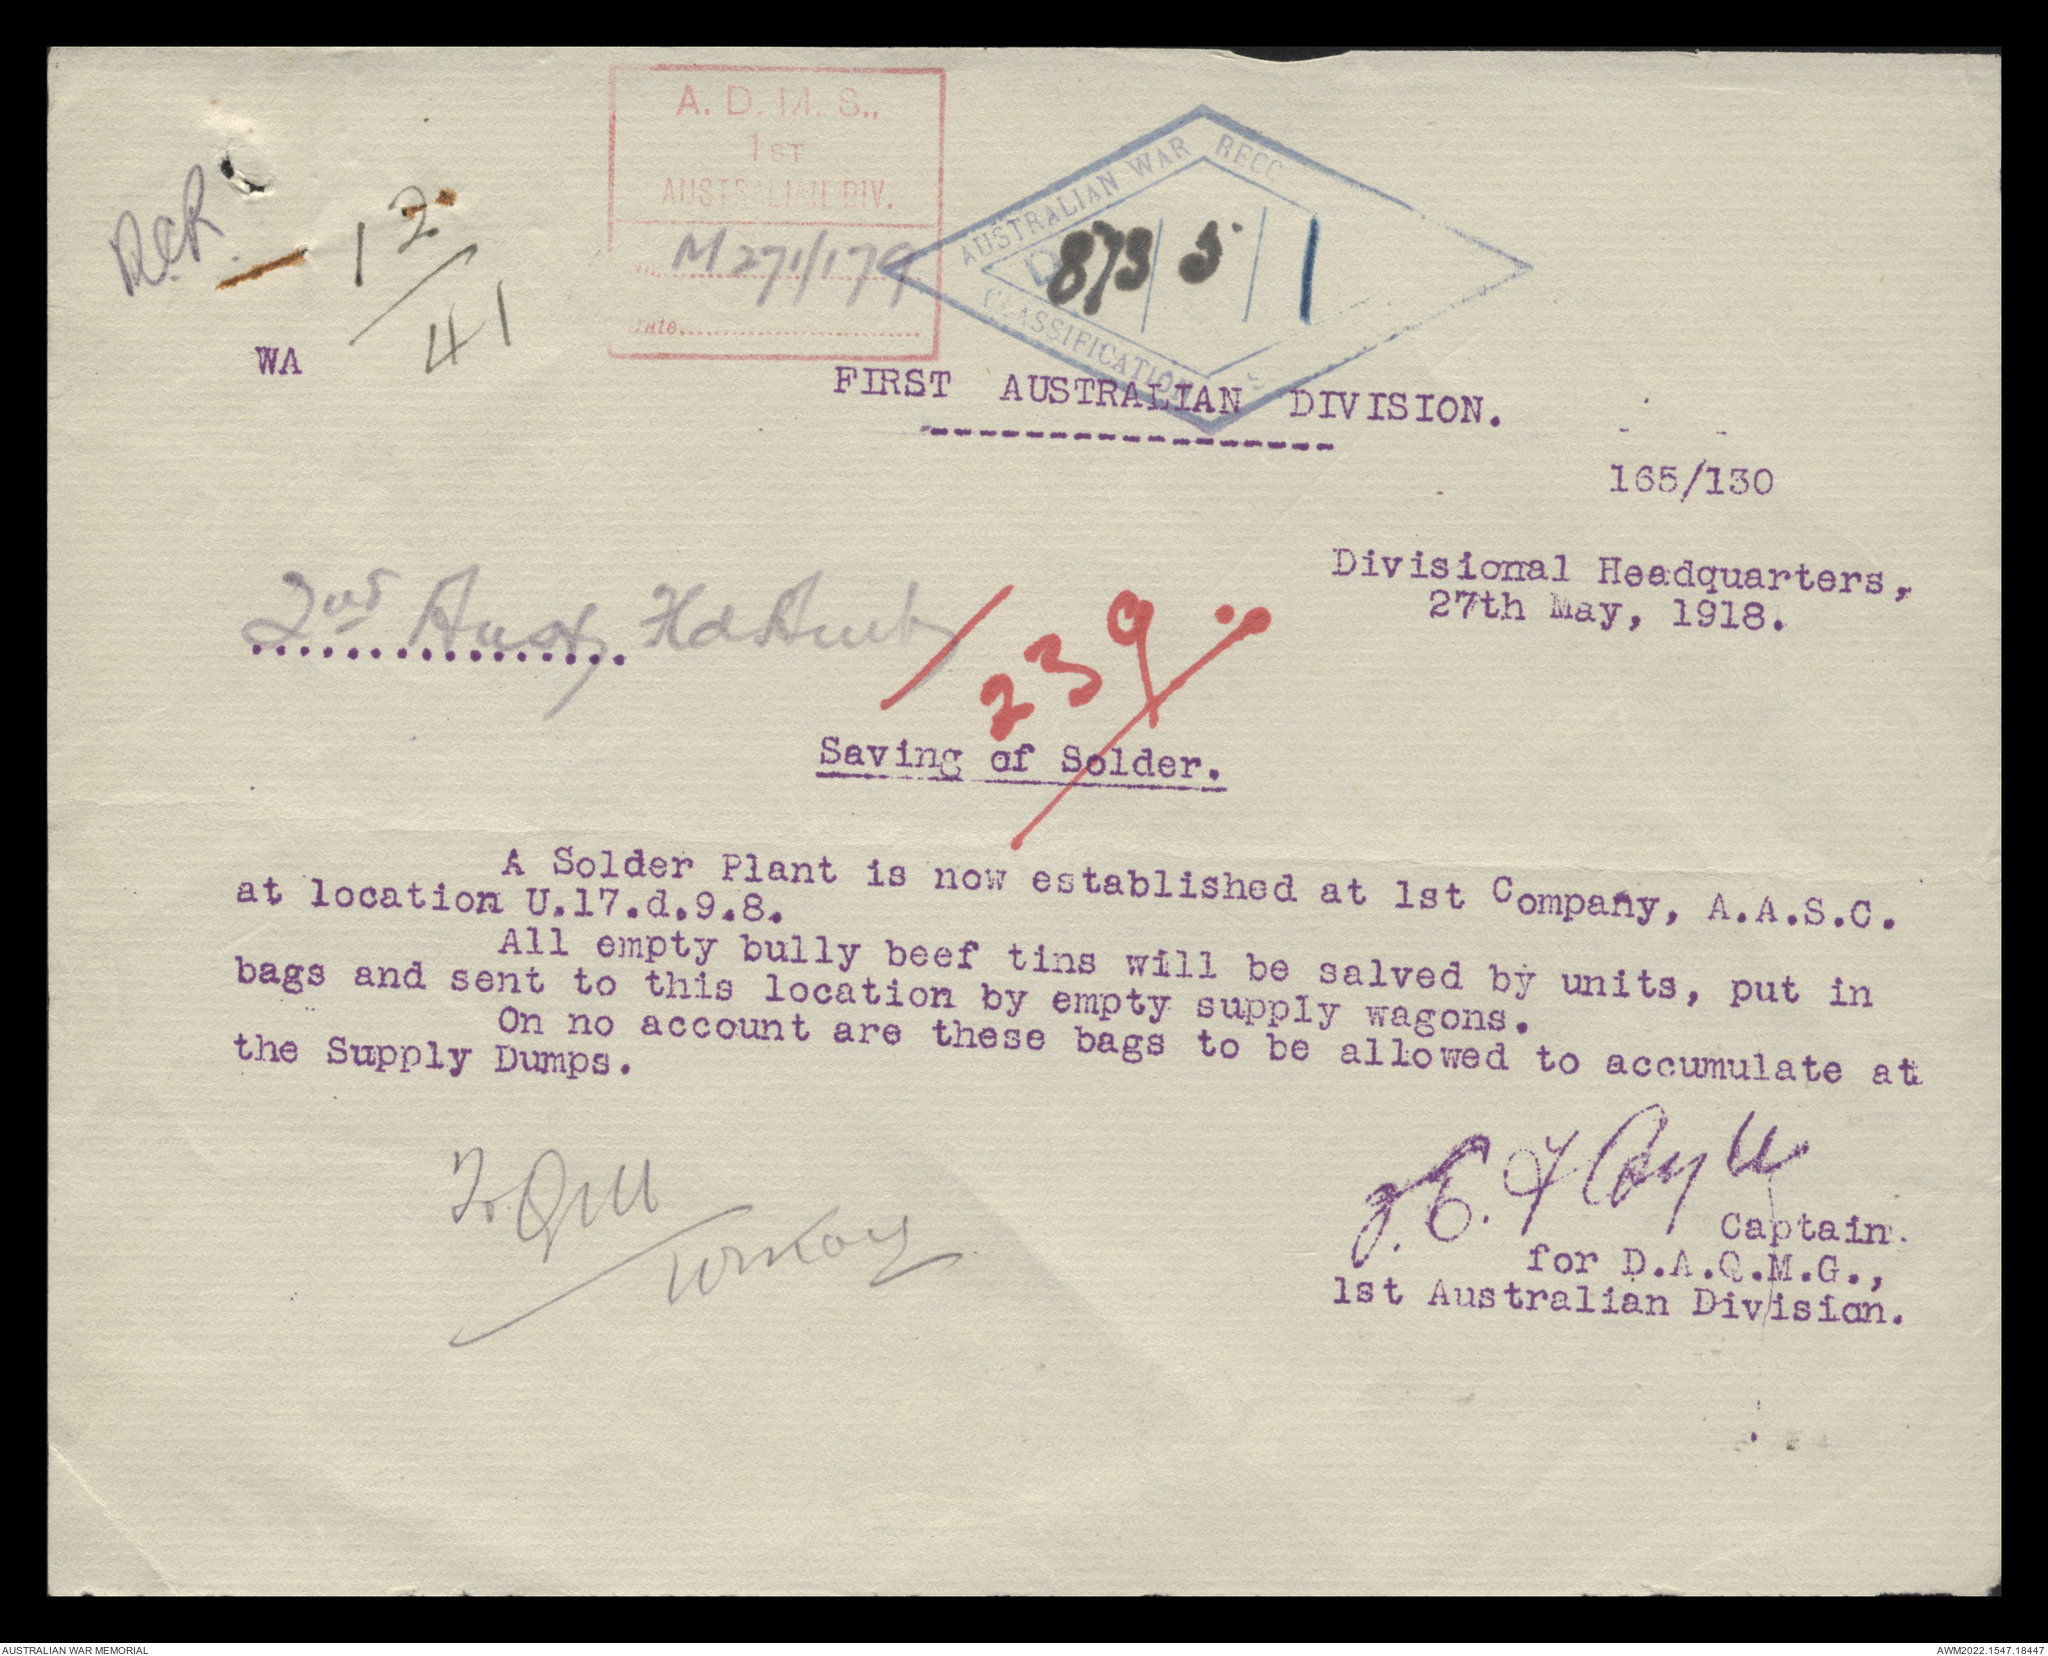 A. D. M. S.,
1ST
AUSTRALIAN DIV.
M 271/179
Date
AUSTRALIAN WAR RECO
D 873 / 5 / 1
CLASSIFICATION
12
/
41
WA
FIRST AUSTRALIAN DIVISION.
165/130
Divisional Headquarters,
27th May, 1918.
2nd Aust Fld Amb
/239
Saving of Solder.
A Solder Plant is now established at 1st Company, A.A.S.C.
at location U.17.d.9.8.
All empty bully beef tins will be salved by units, put in
bags and sent to this location by empty supply wagons.
On no account are these bags to be allowed to accumulate at
the Supply Dumps.
Captain.
for D.A.Q.M.G.,
1st Australian Division.
AUSTRALIAN WAR MEMORIAL
AWM2022.1547.18447